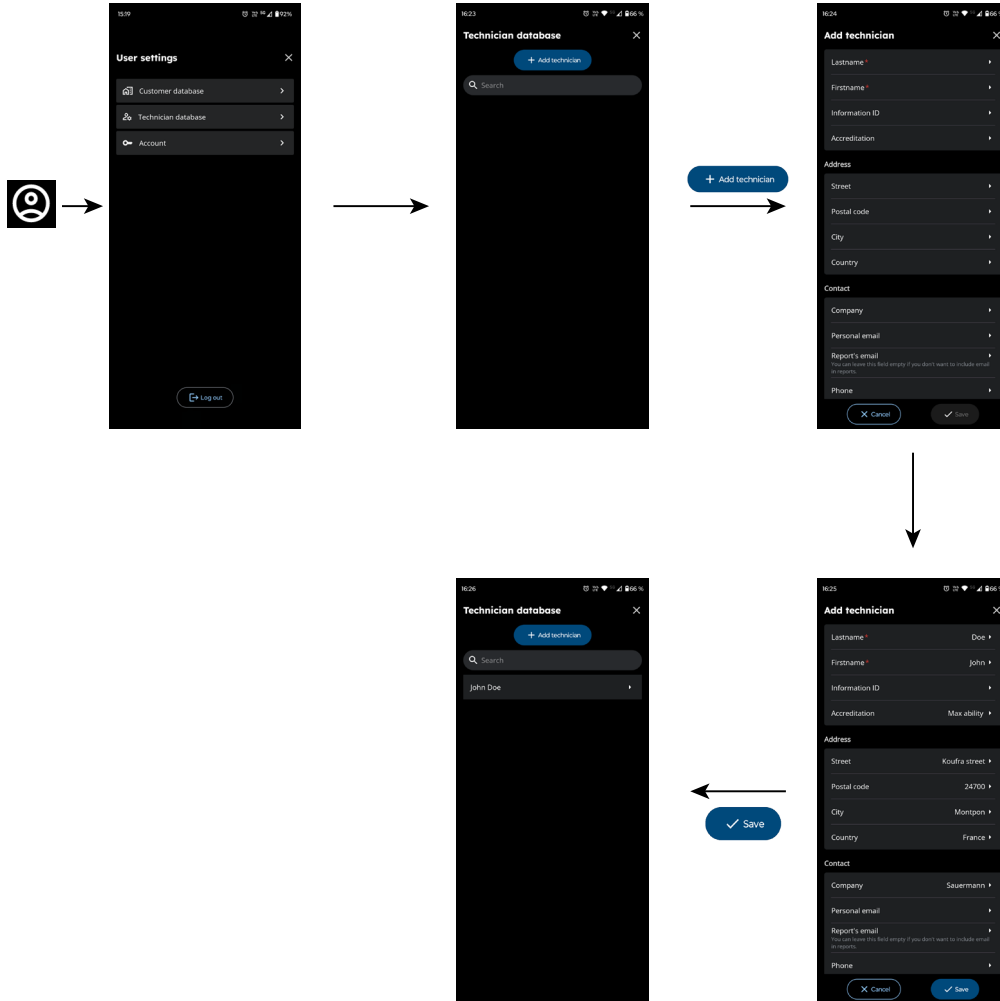 15:19
5G 92%
User settings
Customer database
Technician database
Account
Log out
16:23
66 %
Technician database
+ Add technician
Search
+ Add technician
16:24
66 %
Add technician
Lastname *
Firstname *
Information ID
Accreditation
Address
Street
Postal code
City
Country
Contact
Company
Personal email
Report's email
You can leave this field empty if you don't want to include email
in reports.
Phone
Cancel
Save
16:25
66 %
Add technician
Lastname * Doe
Firstname * John
Information ID
Accreditation Max ability
Address
Street Koufra street
Postal code 24700
City Montpon
Country France
Contact
Company Sauermann
Personal email
Report's email
You can leave this field empty if you don't want to include email
in reports.
Phone
Cancel
Save
Save
16:26
66 %
Technician database
+ Add technician
Search
John Doe